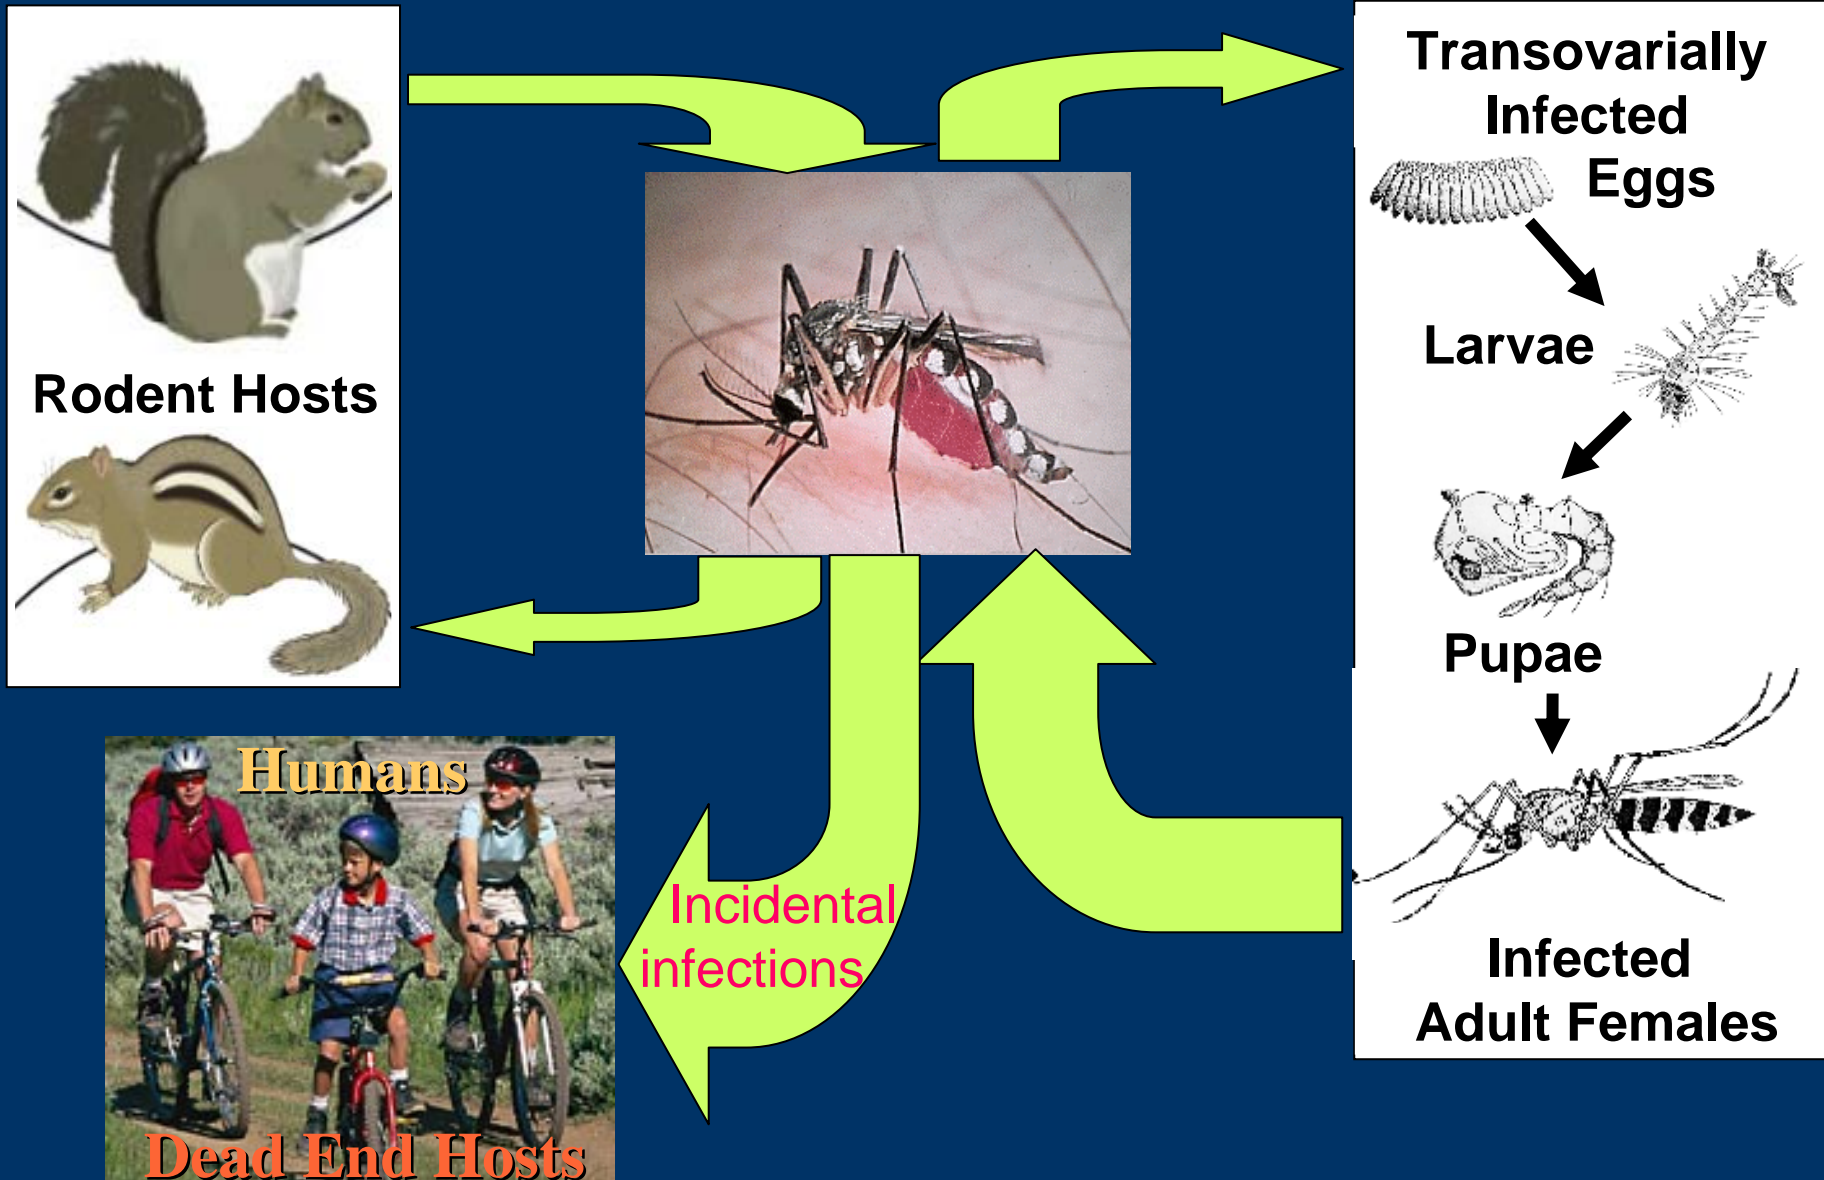 Transovarially
Infected
Eggs
Larvae
Rodent Hosts
Pupae
Humans
Incidental
infections
Infected
Adult Females
Dead End Hosts